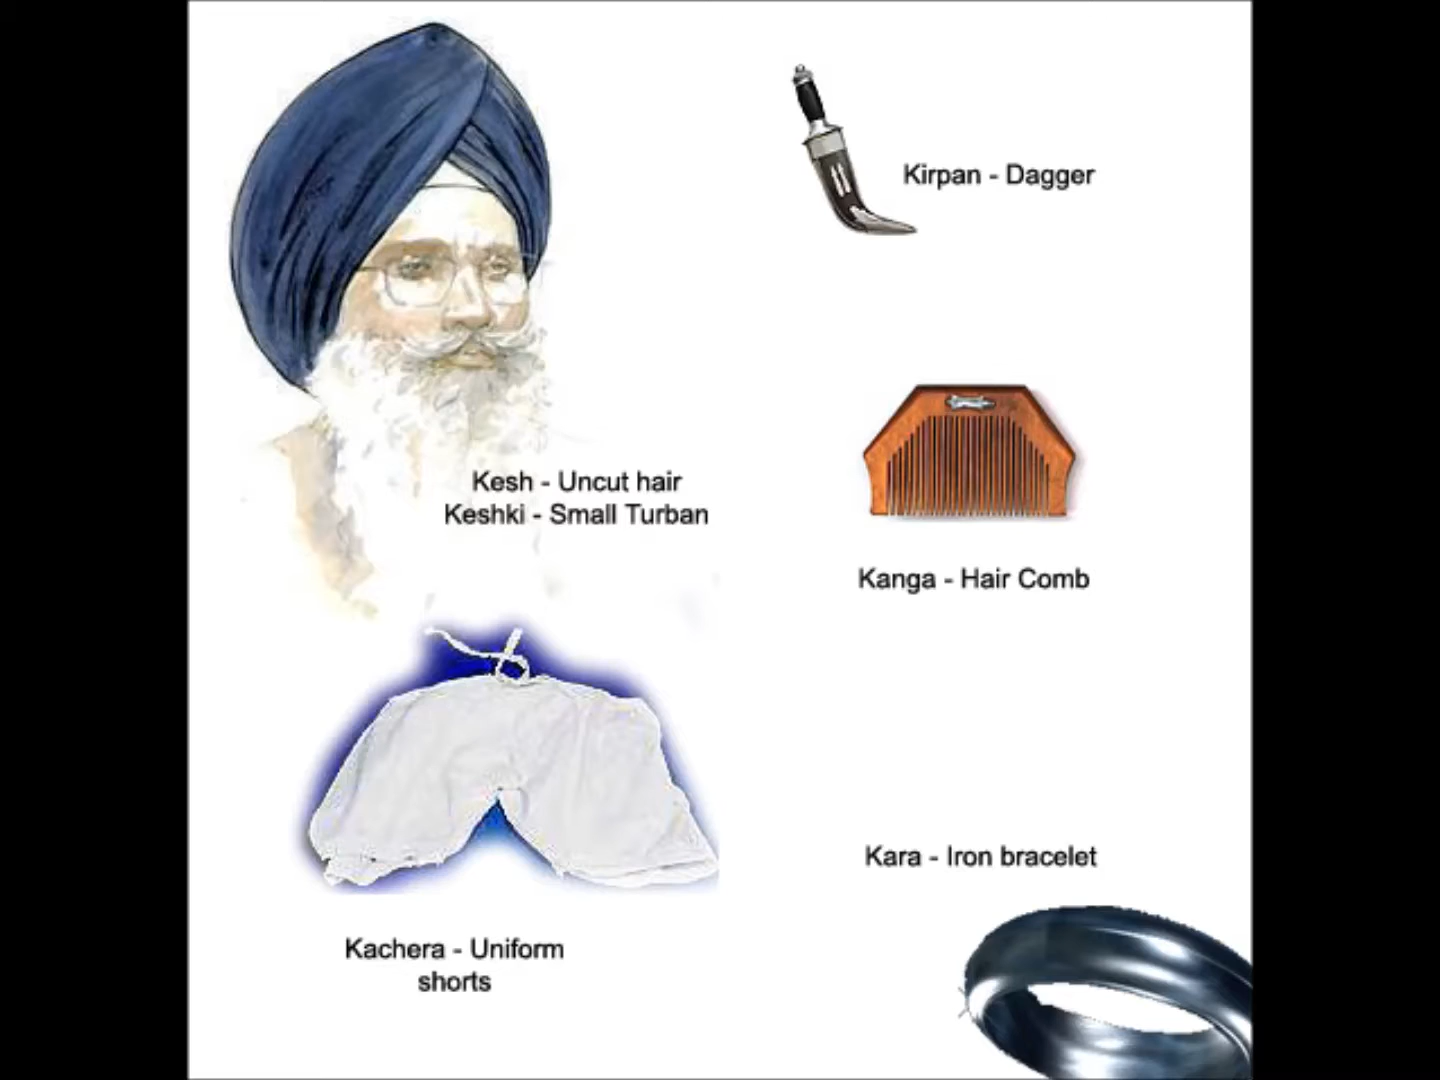 Kirpan - Dagger
Kesh - Uncut hair
Keshki - Small Turban
Kanga - Hair Comb
Kara - Iron bracelet
Kachera - Uniform
shorts